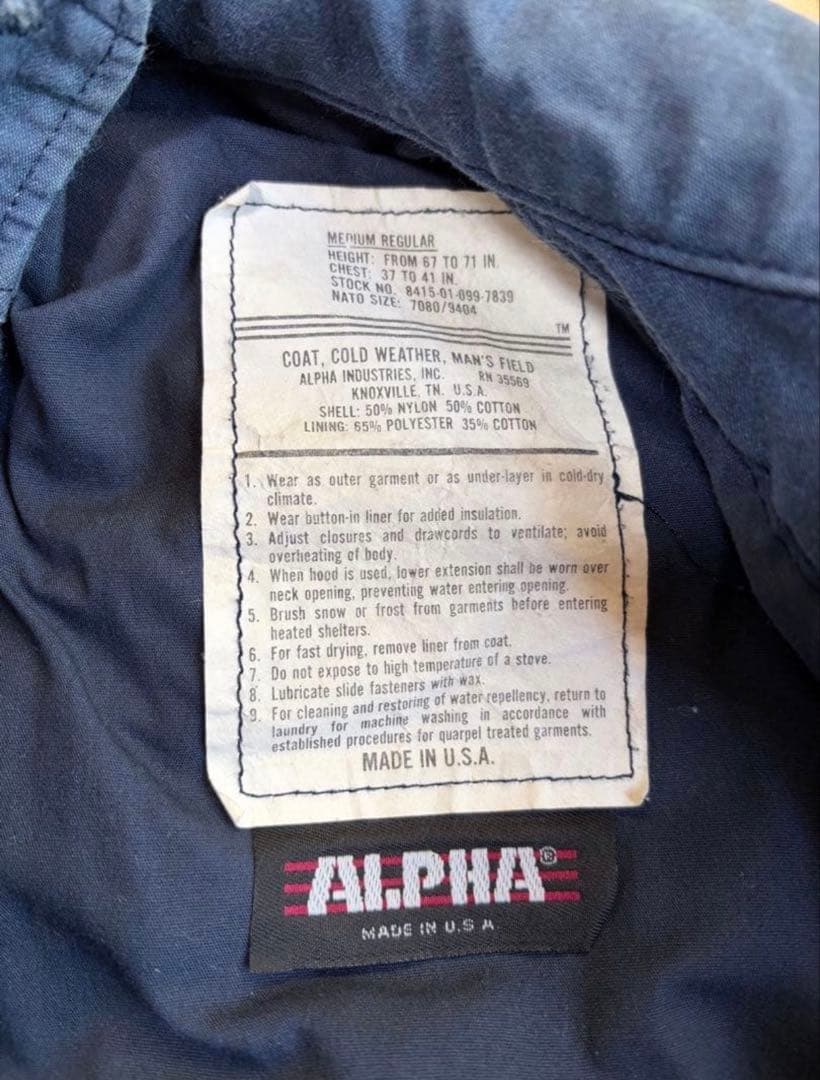 MEDIUM REGULAR
HEIGHT: FROM 67 TO 71 IN.
CHEST: 37 TO 41 IN.
STOCK NO. 8415-01-099-7839
NATO SIZE: 7080/9404
TM
COAT, COLD WEATHER, MAN'S FIELD
ALPHA INDUSTRIES, INC. RN 35569
KNOXVILLE, TN. U.S.A.
SHELL: 50% NYLON 50% COTTON
LINING: 65% POLYESTER 35% COTTON
1. Wear as outer garment or as under-layer in cold-dry
climate.
2. Wear button-in liner for added insulation.
3. Adjust closures and drawcords to ventilate; avoid
overheating of body.
4. When hood is used, lower extension shall be worn over
neck opening, preventing water entering opening.
5. Brush snow or frost from garments before entering
heated shelters.
6. For fast drying, remove liner from coat.
7. Do not expose to high temperature of a stove.
8. Lubricate slide fasteners with wax.
9. For cleaning and restoring of water repellency, return to
laundry for machine washing in accordance with
established procedures for quarpel treated garments.
MADE IN U.S.A.
ALPHA®
MADE IN U.S A